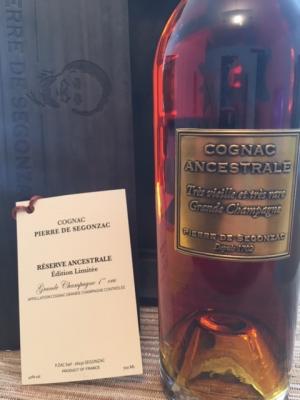 PIERRE DE SEGONZAC
COGNAC
ANCESTRALE
Très vieille et très rare
Grande Champagne
PIERRE DE SEGONZAC
COGNAC
PIERRE DE SEGONZAC
RÉSERVE ANCESTRALE
Édition Limitée
Grande Champagne 1er cru
APPELLATION COGNAC GRANDE CHAMPAGNE CONTRÔLÉE
PRODUCT OF FRANCE